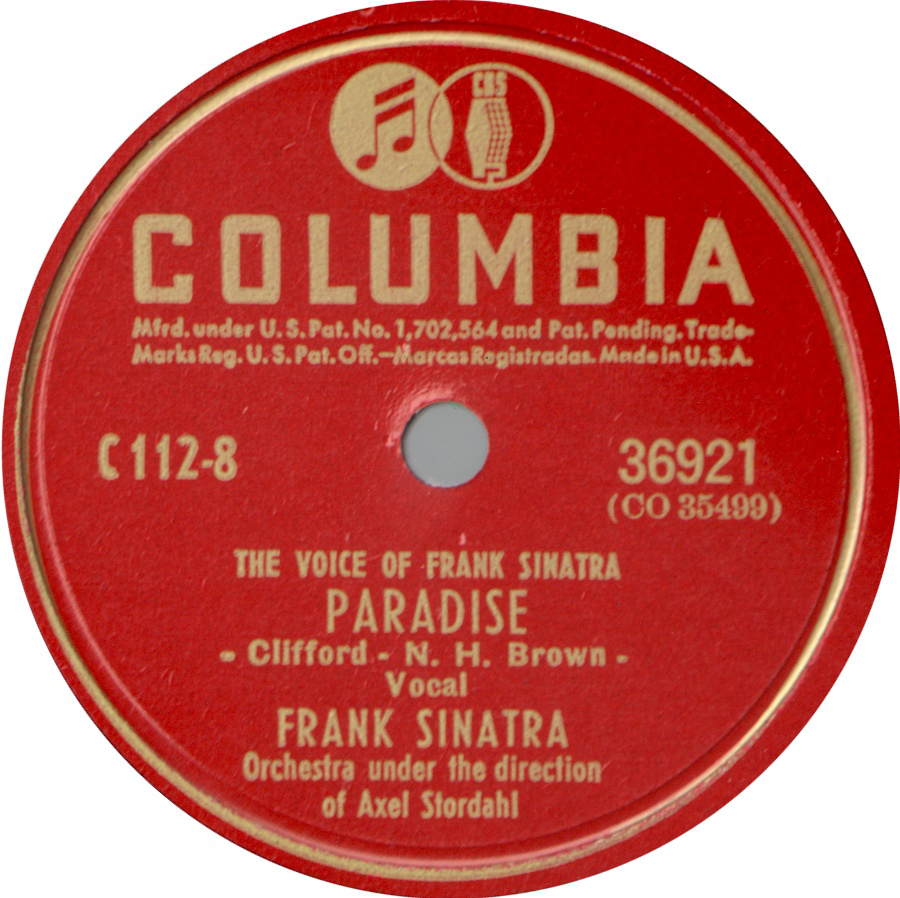 CBS
COLUMBIA
Mfrd. under U.S. Pat. No. 1,702,564 and Pat. Pending. Trade-
Marks Reg. U.S. Pat. Off.—Marcas Registradas. Made in U.S.A.
C 112-8
36921
(CO 35499)
THE VOICE OF FRANK SINATRA
PARADISE
- Clifford - N. H. Brown -
Vocal
FRANK SINATRA
Orchestra under the direction
of Axel Stordahl